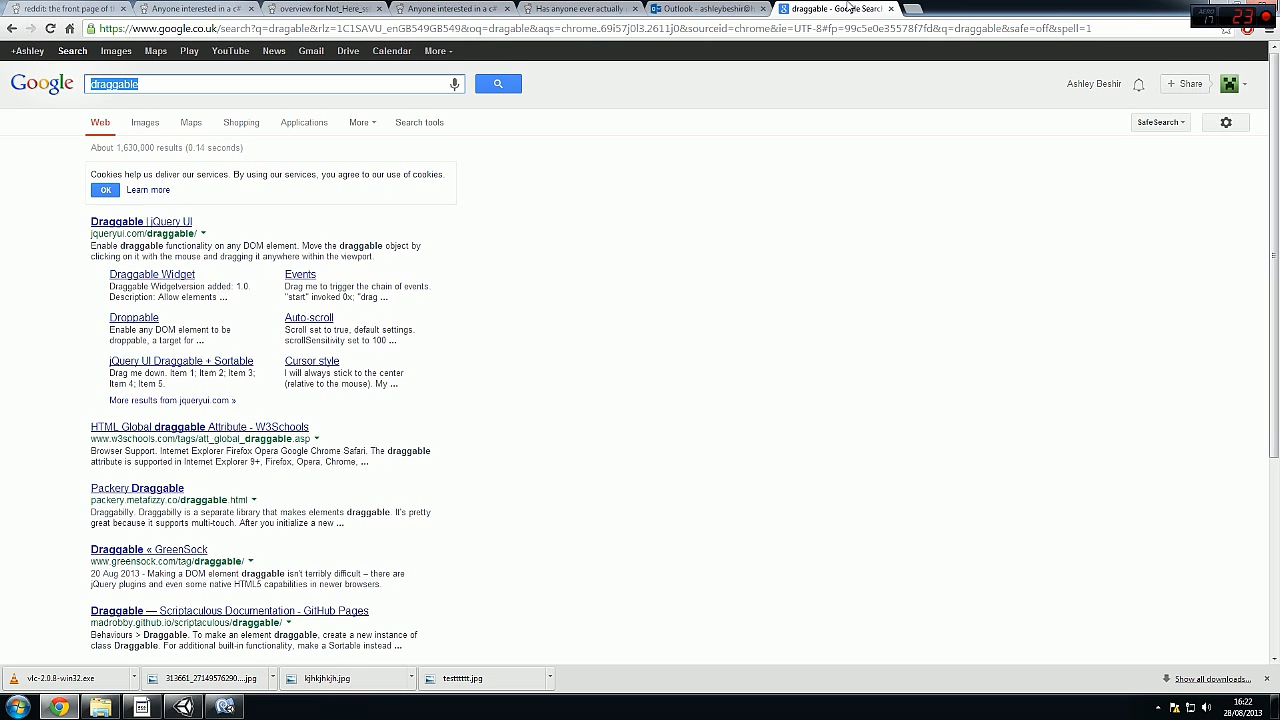 reddit the front page of th
Anyone interested in a c#
overview for Not_Here_ss
Anyone interested in a c#
Has anyone ever actually
Outlook - ashleybeshir@h
draggable - Google Search
AERO 17 23
https://www.google.co.uk/search?q=dragable&rlz=1C1SAVU_enGB549GB549&oq=dragable&aqs=chrome..69i57j0l3.2611j0&sourceid=chrome&ie=UTF-8#fp=99c5e0e35578f7fd&q=draggable&safe=off&spell=1
+Ashley Search Images Maps Play YouTube News Gmail Drive Calendar More
Google draggable Ashley Beshir + Share
Web Images Maps Shopping Applications More Search tools SafeSearch
About 1,630,000 results (0.14 seconds)
Cookies help us deliver our services. By using our services, you agree to our use of cookies.
OK Learn more
Draggable | jQuery UI
jqueryui.com/draggable/
Enable draggable functionality on any DOM element. Move the draggable object by
clicking on it with the mouse and dragging it anywhere within the viewport.
Draggable Widget
Draggable Widgetversion added: 1.0.
Description: Allow elements ...
Events
Drag me to trigger the chain of events.
"start" invoked 0x; "drag ...
Droppable
Enable any DOM element to be
droppable, a target for ...
Auto-scroll
Scroll set to true, default settings.
scrollSensitivity set to 100 ...
jQuery UI Draggable + Sortable
Drag me down. Item 1; Item 2; Item 3;
Item 4; Item 5.
Cursor style
I will always stick to the center
(relative to the mouse). My ...
More results from jqueryui.com »
HTML Global draggable Attribute - W3Schools
www.w3schools.com/tags/att_global_draggable.asp
Browser Support. Internet Explorer Firefox Opera Google Chrome Safari. The draggable
attribute is supported in Internet Explorer 9+, Firefox, Opera, Chrome, ...
Packery Draggable
packery.metafizzy.co/draggable.html
Draggabilly. Draggabilly is a separate library that makes elements draggable. It's pretty
great because it supports multi-touch. After you initialize a new ...
Draggable « GreenSock
www.greensock.com/tag/draggable/
20 Aug 2013 - Making a DOM element draggable isn't terribly difficult – there are
jQuery plugins and even some native HTML5 capabilities in newer browsers.
Draggable — Scriptaculous Documentation - GitHub Pages
madrobby.github.io/scriptaculous/draggable/
Behaviours > Draggable. To make an element draggable, create a new instance of
class Draggable. For additional built-in functionality, make a Sortable instead ...
vlc-2.0.8-win32.exe
313661_27149576290....jpg
kjhkjhkjh.jpg
testttttt.jpg
Show all downloads...
16:22
28/08/2013